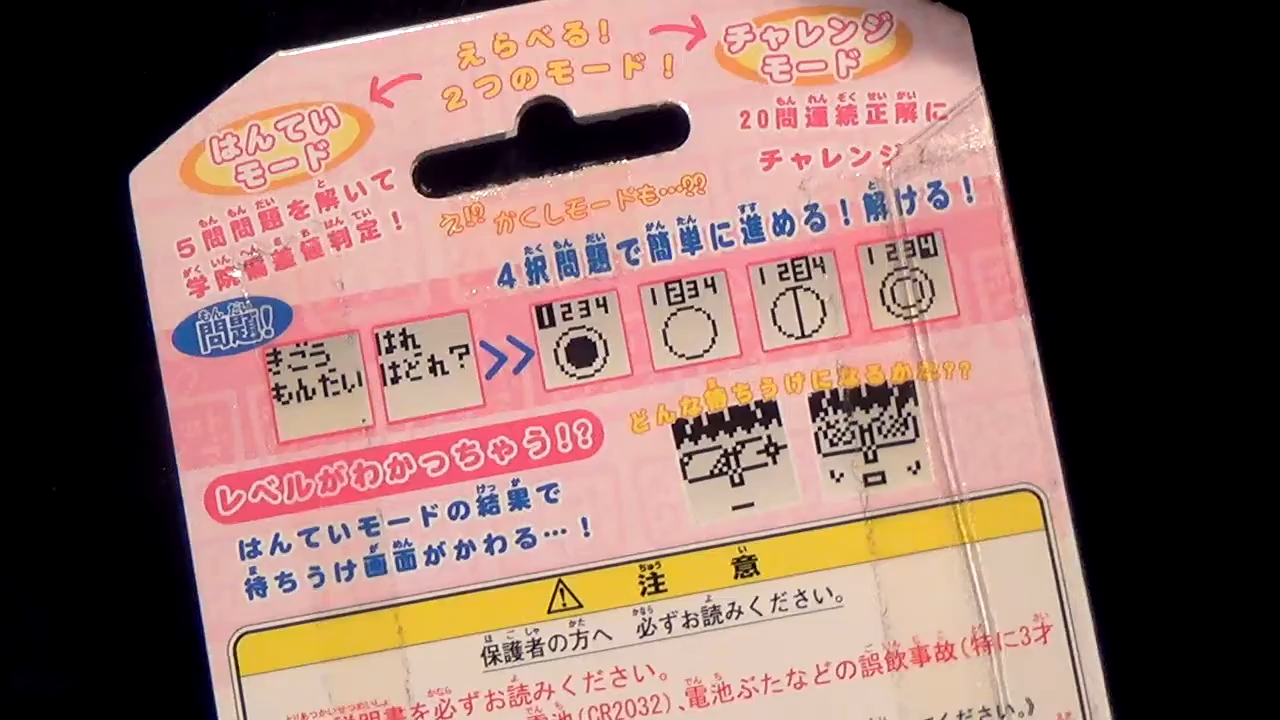 えらべる!
2つのモード!
はんてい
モード
5問問題を解いて
学院偏差値判定!
チャレンジ
モード
20問連続正解に
チャレンジ
え!?かくしモードも…??
4択問題で簡単に進める!解ける!
問題!
きごう
もんだい
はれ
はどれ?
1234
1234
1234
1234
どんな待ちうけになるかな??
レベルがわかっちゃう!?
はんていモードの結果で
待ちうけ画面がかわる…!
注意
保護者の方へ 必ずお読みください。
を必ずお読みください。
電池(CR2032)、電池ぶたなどの誤飲事故(特に3才
ください。》